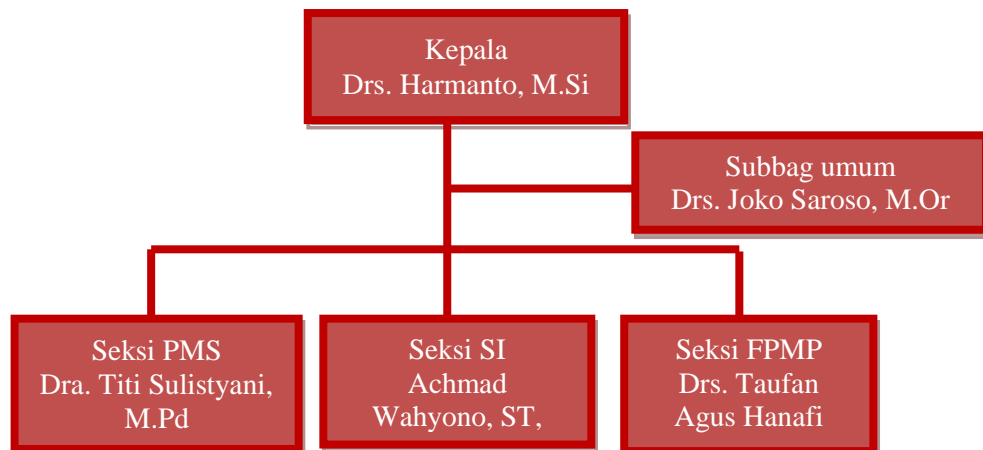 Kepala
Drs. Harmanto, M.Si
Subbag umum
Drs. Joko Saroso, M.Or
Seksi PMS
Dra. Titi Sulistyani,
M.Pd
Seksi SI
Achmad
Wahyono, ST,
Seksi FPMP
Drs. Taufan
Agus Hanafi